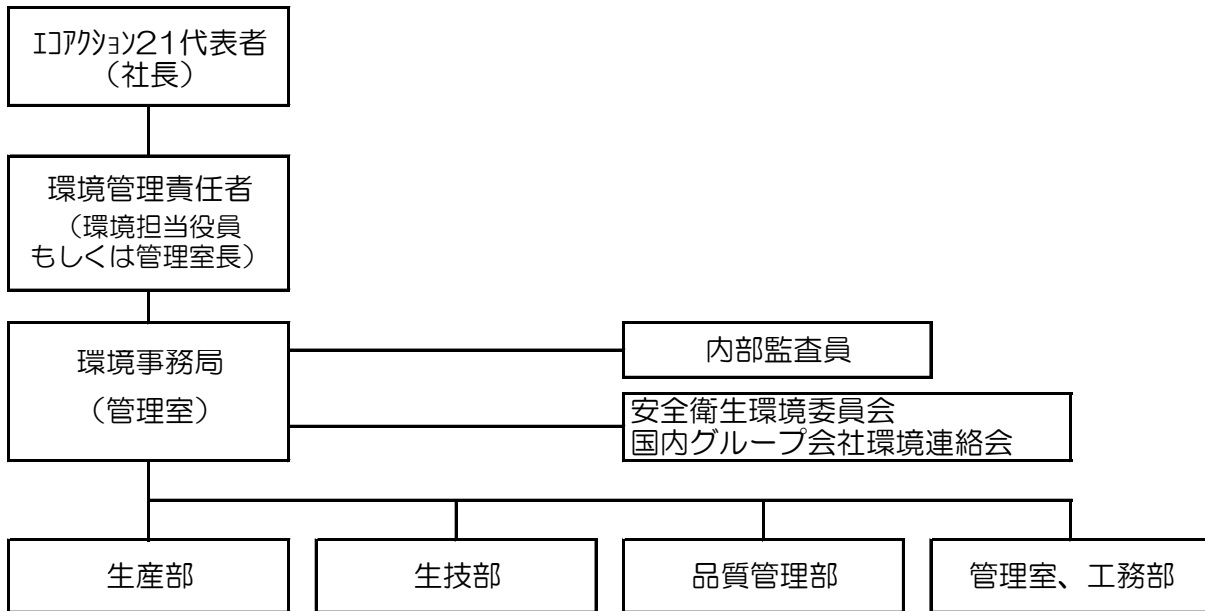 ｴｺｱｸｼｮﾝ21代表者
（社長）
環境管理責任者
（環境担当役員
もしくは管理室長）
環境事務局
（管理室）
内部監査員
安全衛生環境委員会
国内グループ会社環境連絡会
生産部
生技部
品質管理部
管理室、工務部